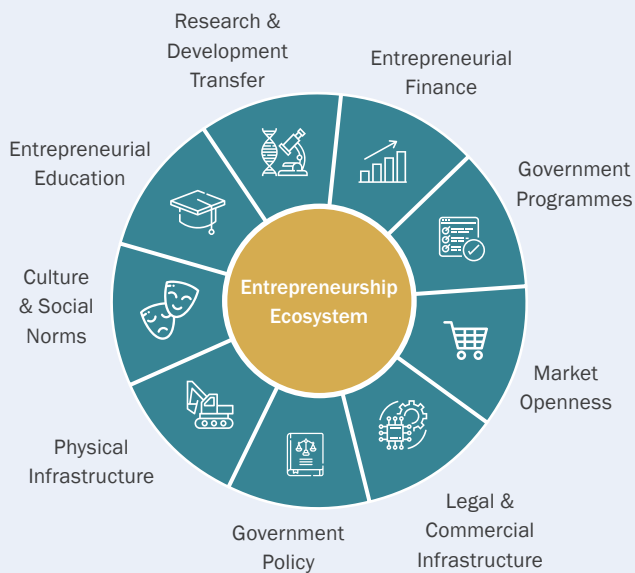 Research &
Development
Transfer
Entrepreneurial
Finance
Government
Programmes
Market
Openness
Legal &
Commercial
Infrastructure
Government
Policy
Physical
Infrastructure
Culture
& Social
Norms
Entrepreneurial
Education
Entrepreneurship
Ecosystem